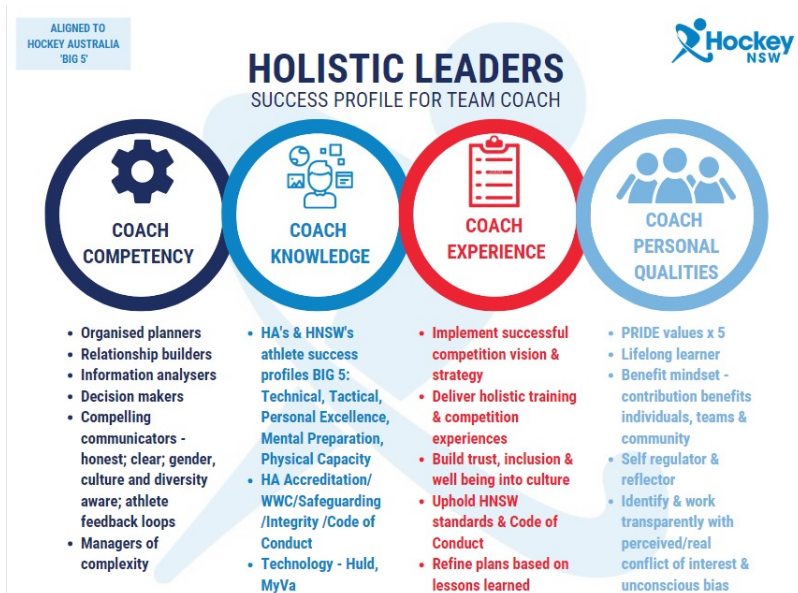 ALIGNED TO
HOCKEY AUSTRALIA
'BIG 5'
Hockey
NSW
HOLISTIC LEADERS
SUCCESS PROFILE FOR TEAM COACH
COACH
COMPETENCY
COACH
KNOWLEDGE
COACH
EXPERIENCE
COACH
PERSONAL
QUALITIES
• Organised planners
• Relationship builders
• Information analysers
• Decision makers
• Compelling
communicators -
honest; clear; gender,
culture and diversity
aware; athlete
feedback loops
• Managers of
complexity
• HA's & HNSW's
athlete success
profiles BIG 5:
Technical, Tactical,
Personal Excellence,
Mental Preparation,
Physical Capacity
• HA Accreditation/
WWC/Safeguarding
/Integrity /Code of
Conduct
• Technology - Huld,
MyVa
• Implement successful
competition vision &
strategy
• Deliver holistic training
& competition
experiences
• Build trust, inclusion &
well being into culture
• Uphold HNSW
standards & Code of
Conduct
• Refine plans based on
lessons learned
• PRIDE values x 5
• Lifelong learner
• Benefit mindset -
contribution benefits
individuals, teams &
community
• Self regulator &
reflector
• Identify & work
transparently with
perceived/real
conflict of interest &
unconscious bias